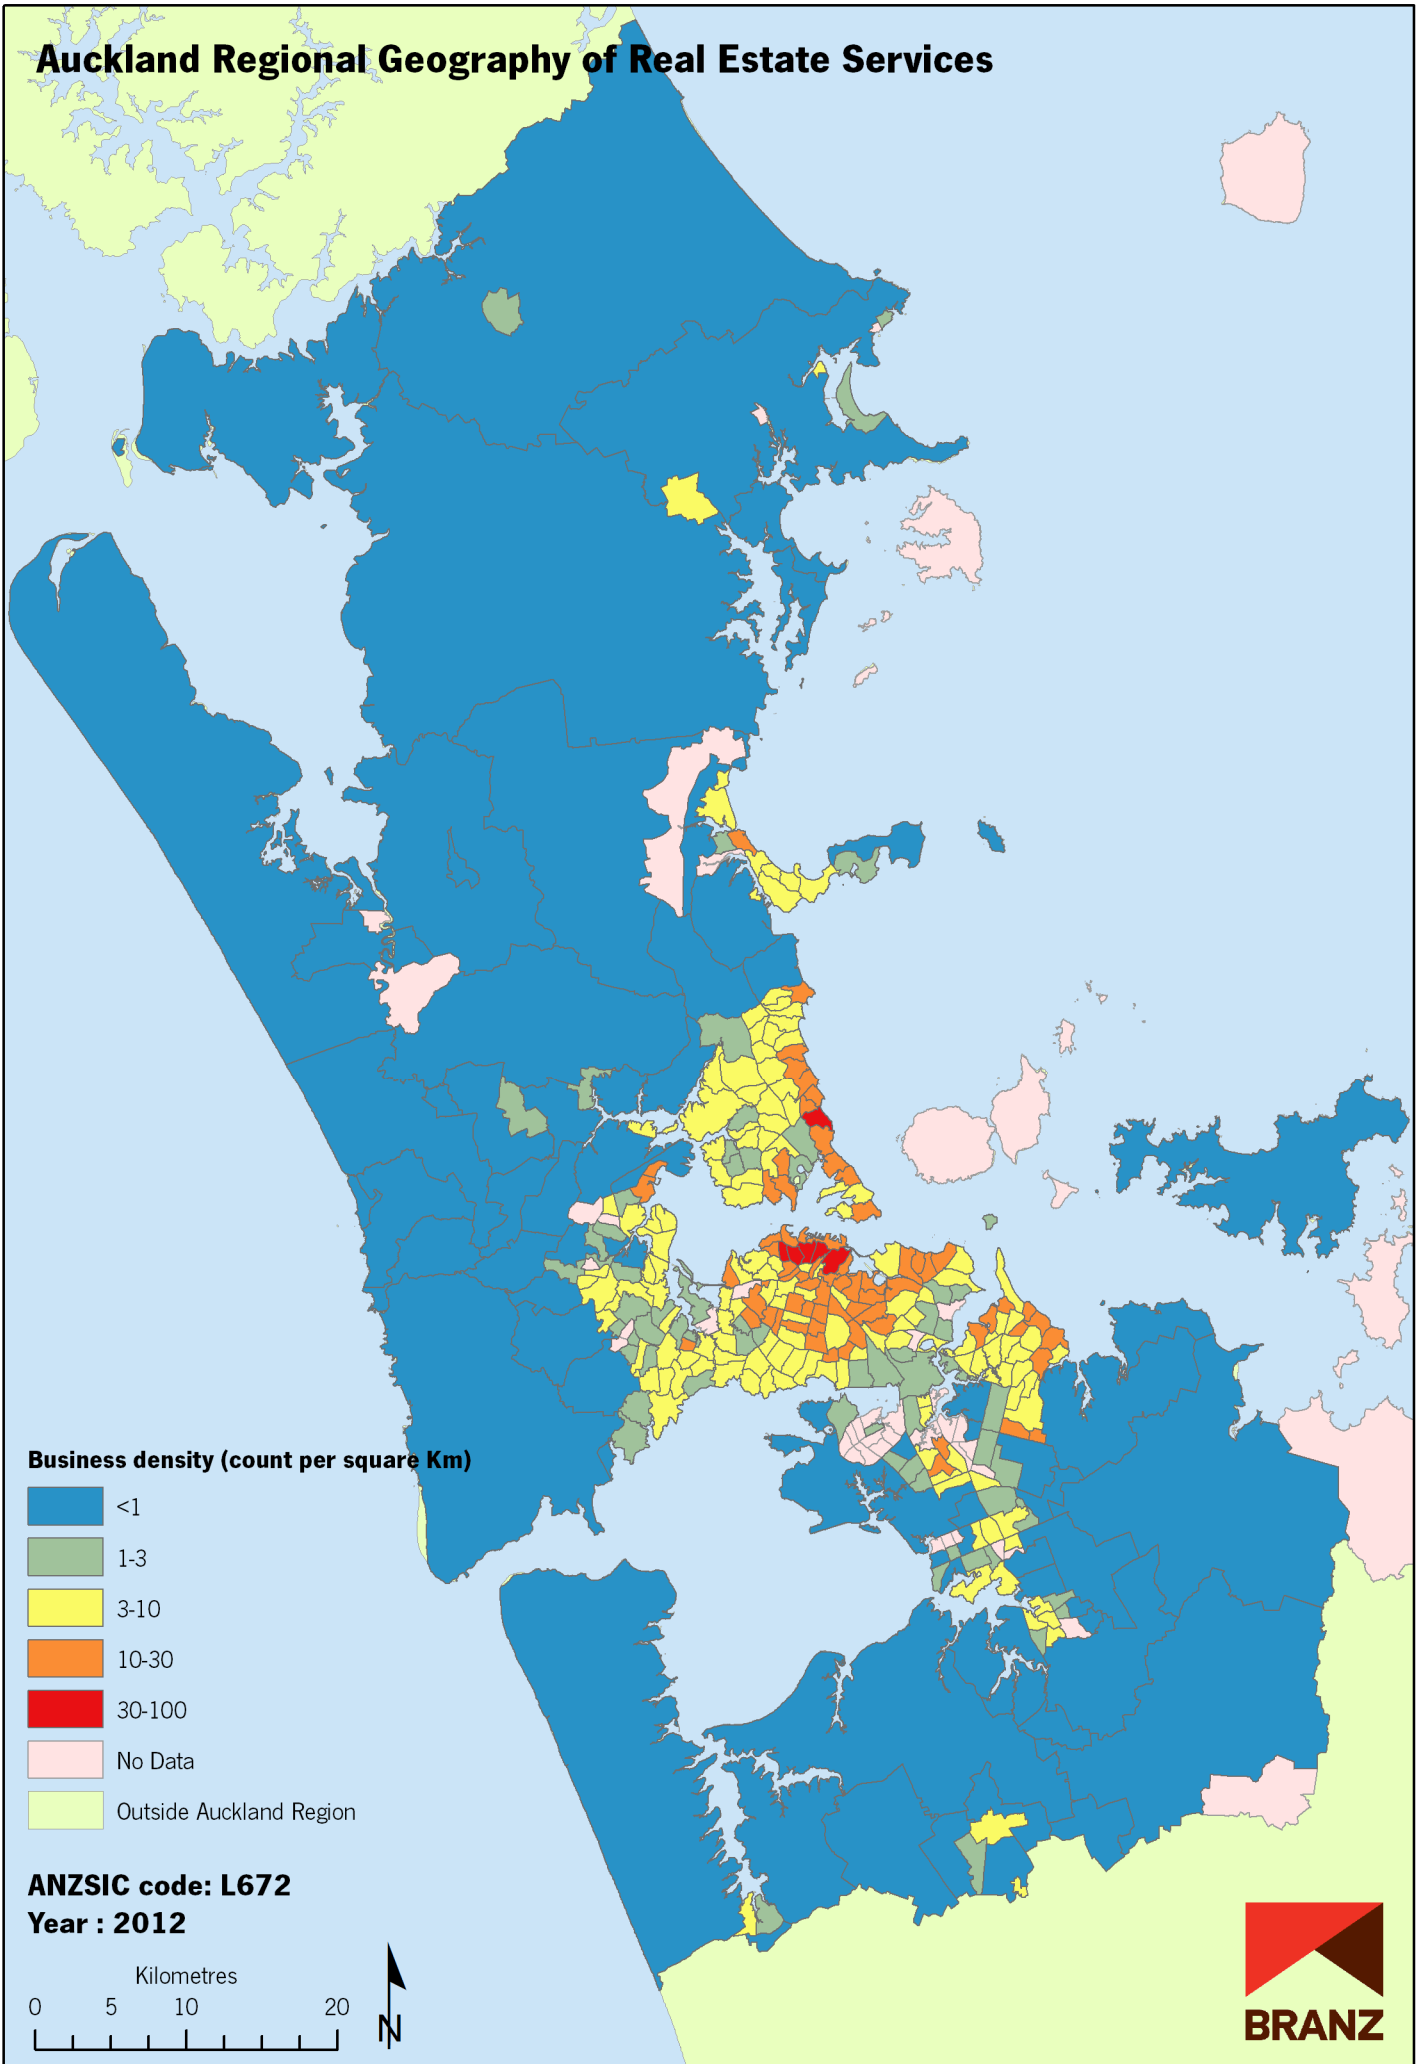 Auckland Regional Geography of Real Estate Services
Business density (count per square Km)
<1
1-3
3-10
10-30
30-100
No Data
Outside Auckland Region
ANZSIC code: L672
Year : 2012
Kilometres
0 5 10 20
N
BRANZ